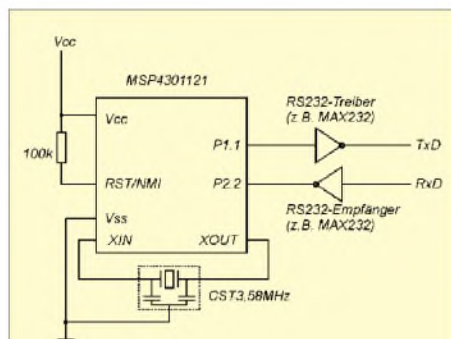 Vcc
MSP4301121
RS232-Treiber
(z.B. MAX232)
Vcc
P1.1
TxD
100k
RST/NMI
P2.2
RxD
Vss
RS232-Empfänger
(z.B. MAX232)
XIN
XOUT
CST3,58MHz